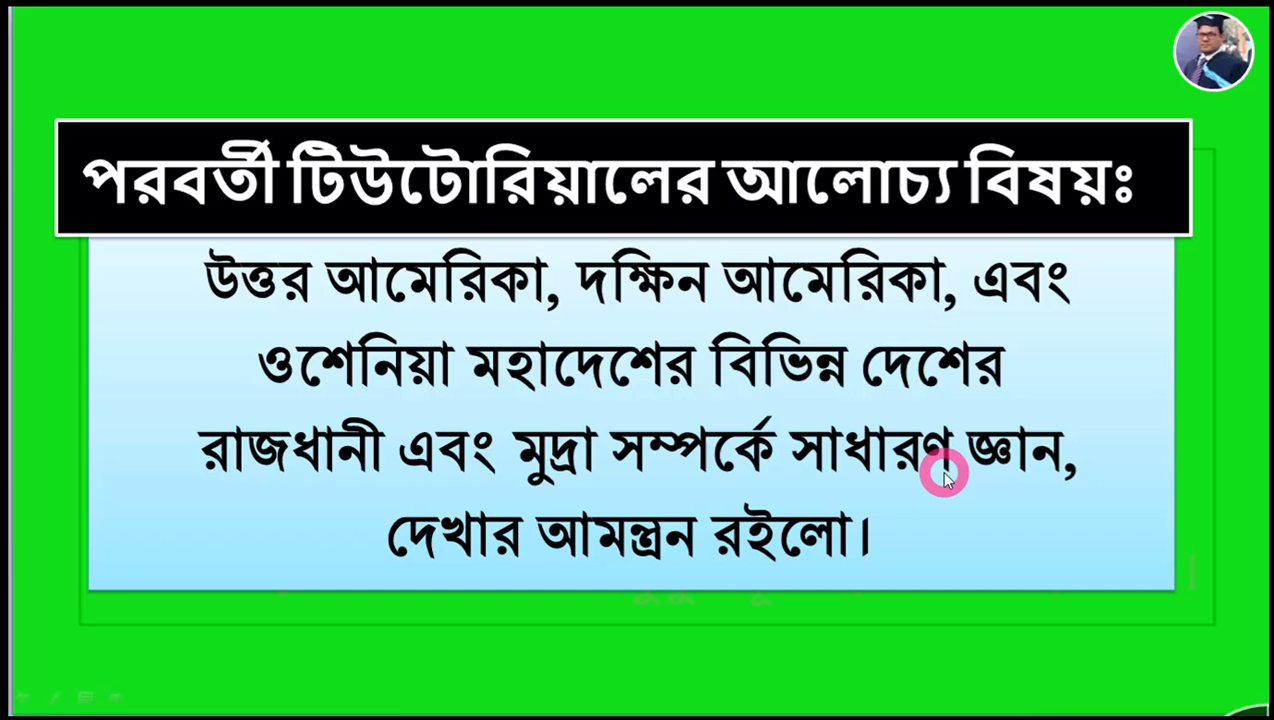 পরবর্তী টিউটোরিয়ালের আলোচ্য বিষয়ঃ
উত্তর আমেরিকা, দক্ষিন আমেরিকা, এবং
ওশেনিয়া মহাদেশের বিভিন্ন দেশের
রাজধানী এবং মুদ্রা সম্পর্কে সাধারণ জ্ঞান,
দেখার আমন্ত্রন রইলো।